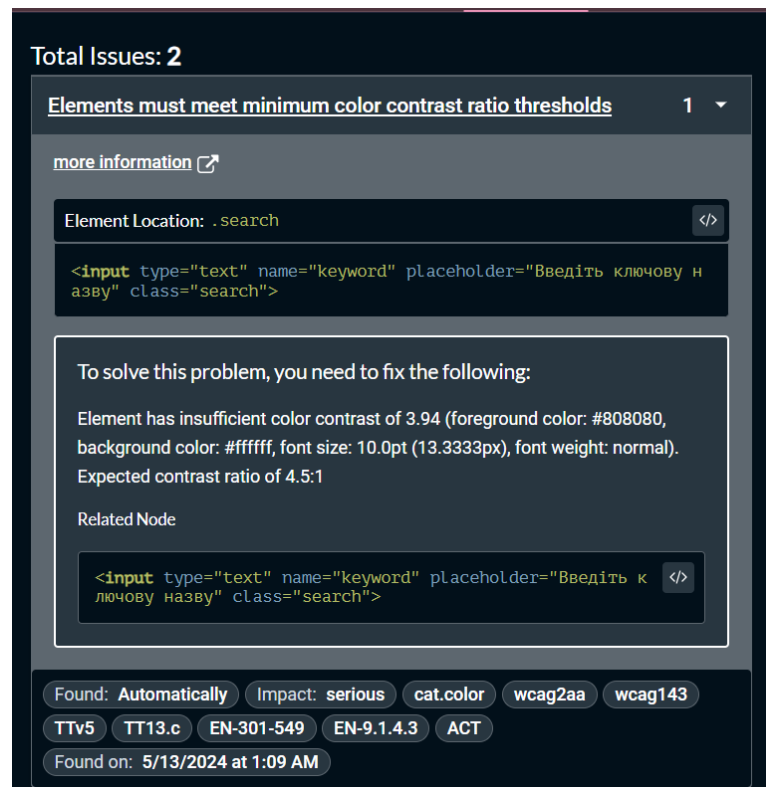 Total Issues: 2
Elements must meet minimum color contrast ratio thresholds 1
more information
Element Location: .search
</>
<input type="text" name="keyword" placeholder="Введіть ключову н
азву" class="search">
To solve this problem, you need to fix the following:
Element has insufficient color contrast of 3.94 (foreground color: #808080,
background color: #ffffff, font size: 10.0pt (13.3333px), font weight: normal).
Expected contrast ratio of 4.5:1
Related Node
<input type="text" name="keyword" placeholder="Введіть к
</>
лючову назву" class="search">
Found: Automatically Impact: serious cat.color wcag2aa wcag143
TTv5 TT13.c EN-301-549 EN-9.1.4.3 ACT
Found on: 5/13/2024 at 1:09 AM